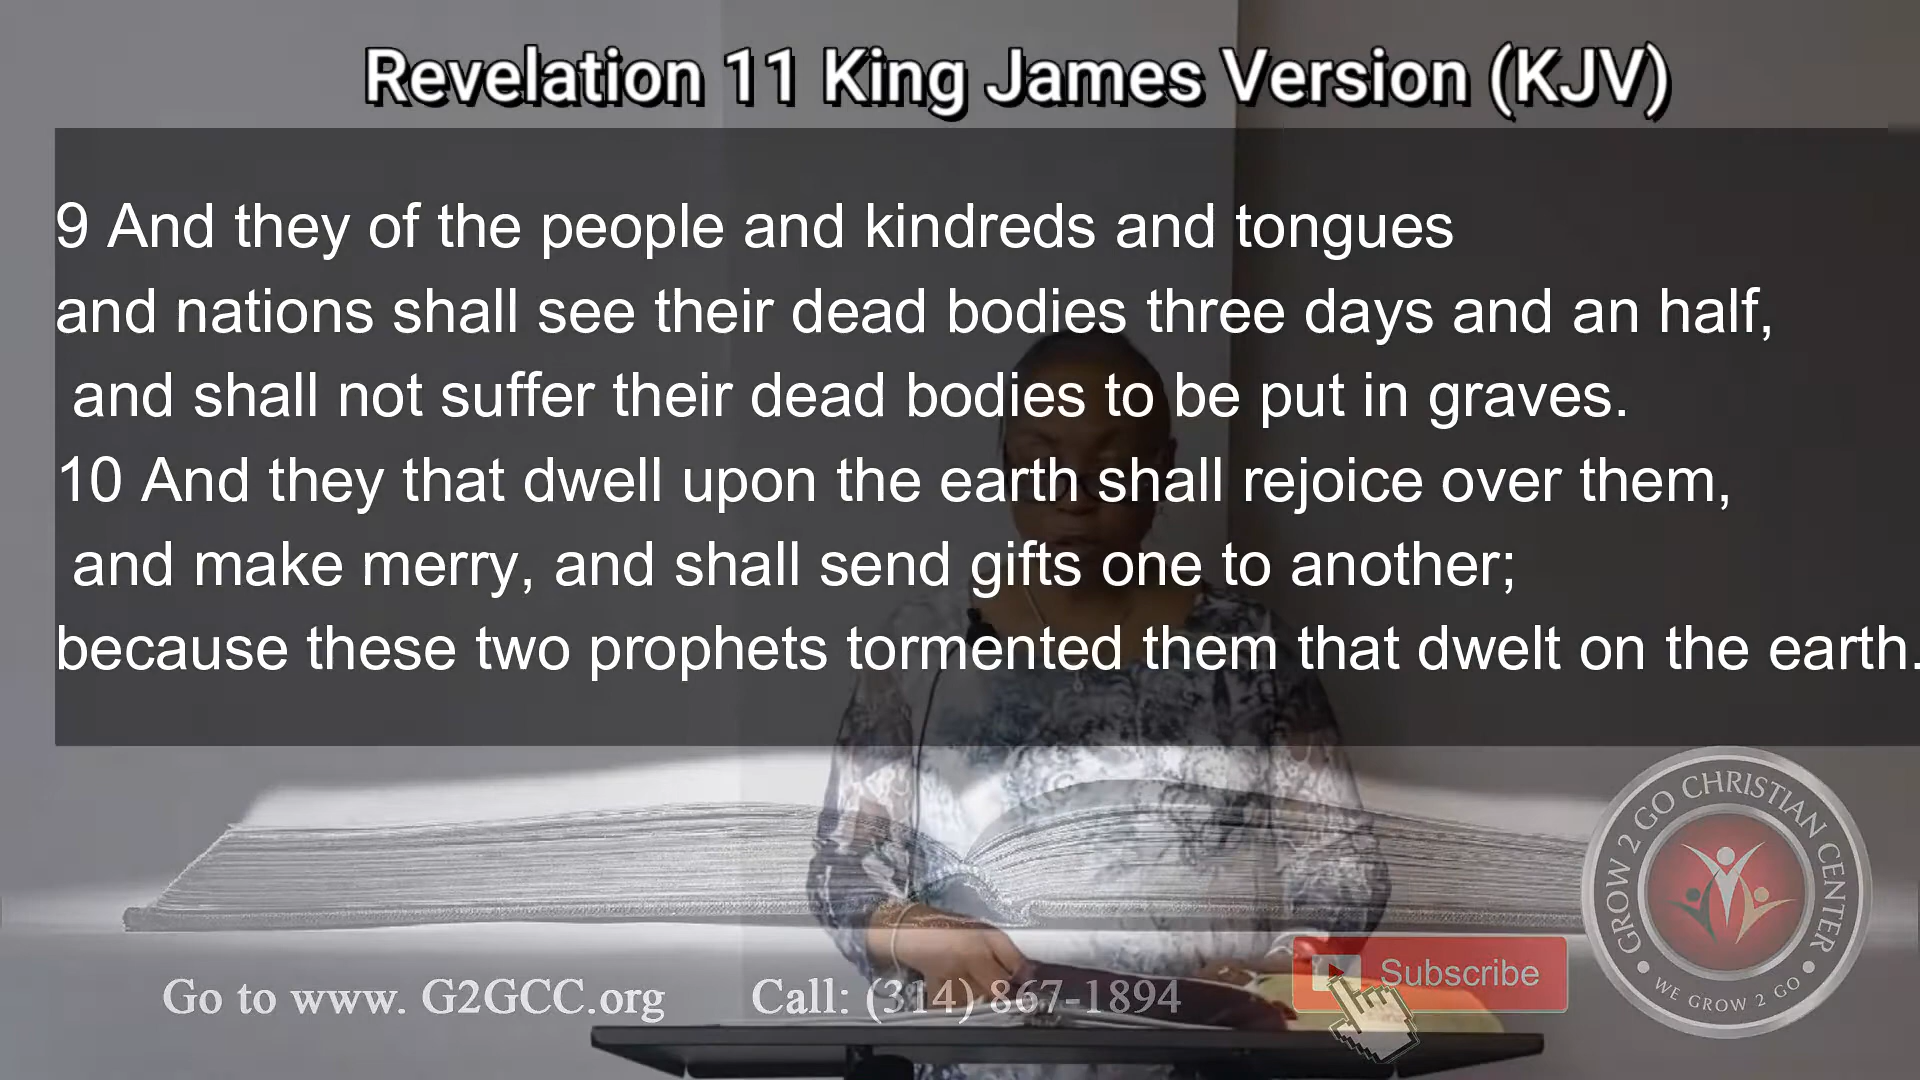 Revelation 11 King James Version (KJV)
9 And they of the people and kindreds and tongues
and nations shall see their dead bodies three days and an half,
and shall not suffer their dead bodies to be put in graves.
10 And they that dwell upon the earth shall rejoice over them,
and make merry, and shall send gifts one to another;
because these two prophets tormented them that dwelt on the earth.
GROW 2 GO CHRISTIAN CENTER
WE GROW 2 GO
Subscribe
Go to www. G2GCC.org Call: (314) 867-1894